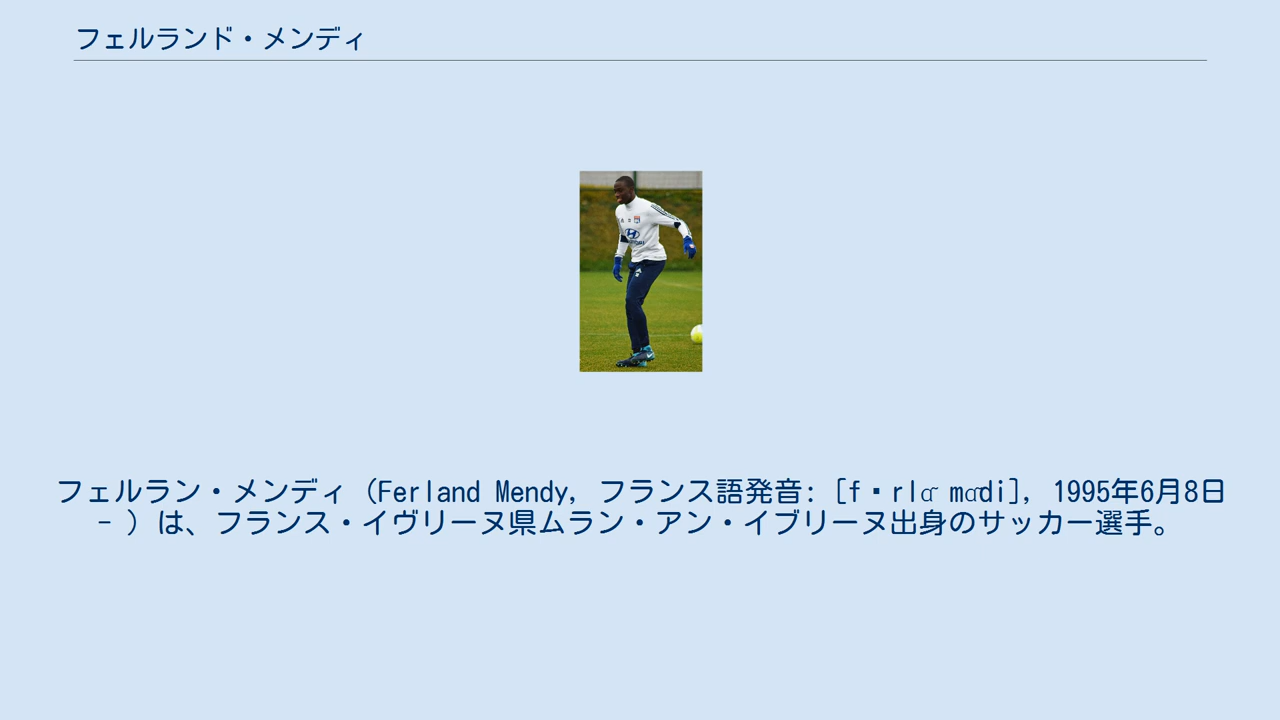 フェルランド・メンディ
フェルラン・メンディ（Ferland Mendy, フランス語発音: [f・rlɑ mɑdi], 1995年6月8日
- ）は、フランス・イヴリーヌ県ムラン・アン・イブリーヌ出身のサッカー選手。